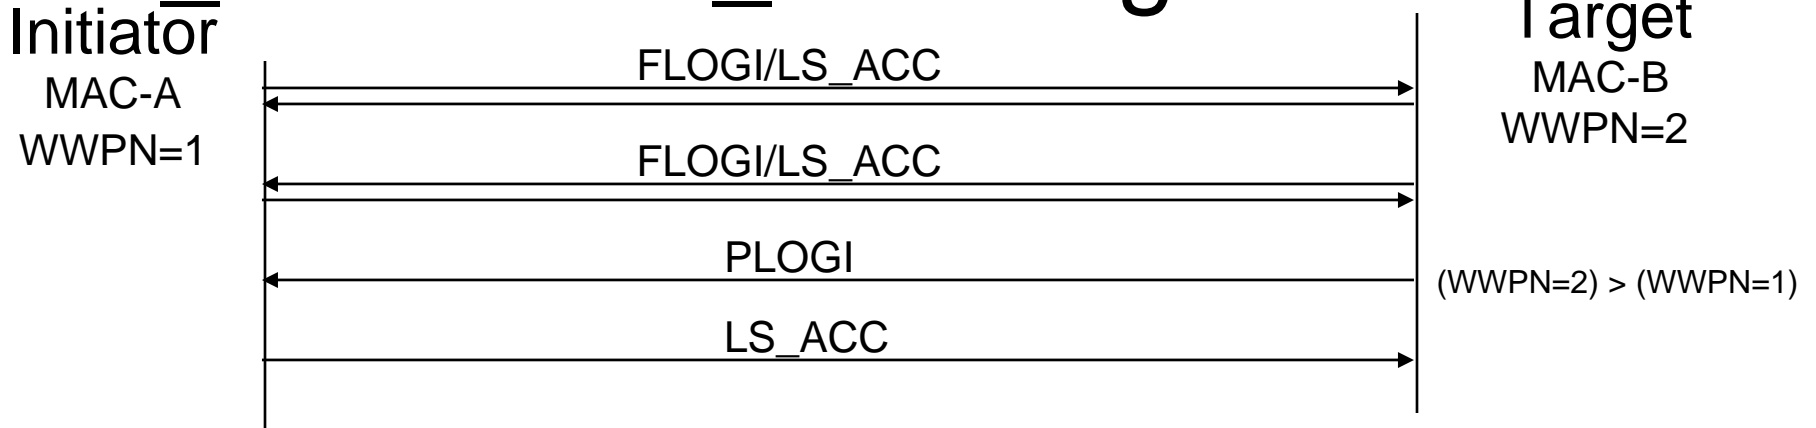 Initiator
Target
MAC-A
MAC-B
WWPN=1
WWPN=2
FLOGI/LS_ACC
FLOGI/LS_ACC
PLOGI
(WWPN=2) > (WWPN=1)
LS_ACC